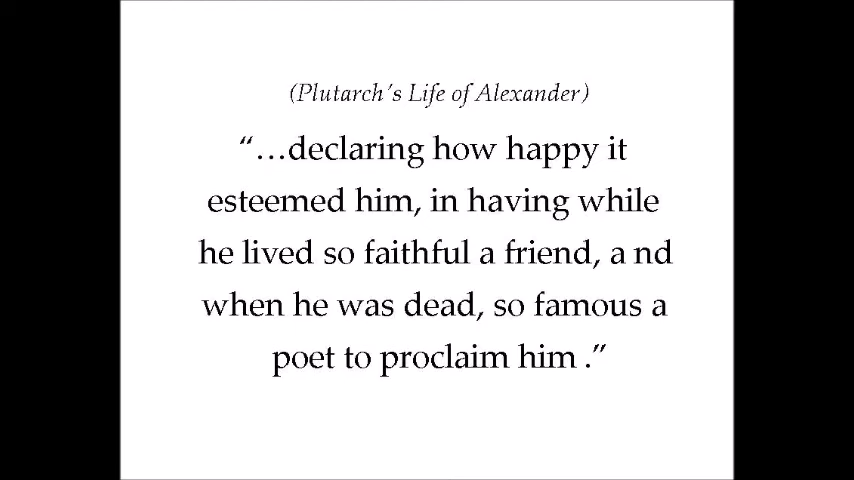 (Plutarch's Life of Alexander)
“…declaring how happy it
esteemed him, in having while
he lived so faithful a friend, a nd
when he was dead, so famous a
poet to proclaim him .”